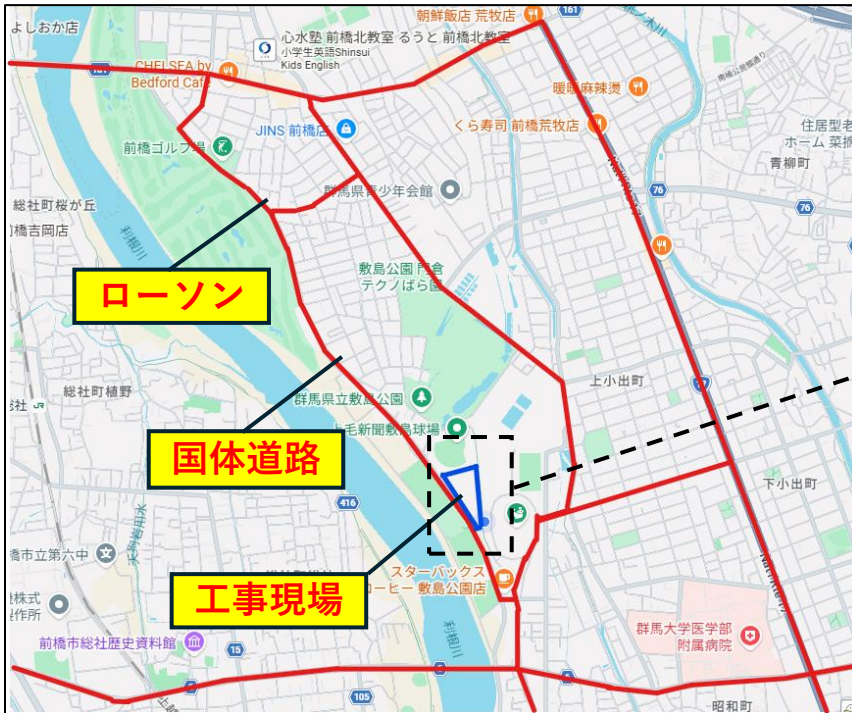 よしおか店
心水塾 前橋北教室 るうと 前橋北教室
小学生英語Shinsui
Kids English
朝鮮飯店 荒牧店
161
CHELSEA by
Bedford Cafe
161
暖暖麻辣燙
JINS 前橋店
くら寿司 前橋荒牧店
住居型老
ホーム 菜摘
前橋ゴルフ場
群馬県青少年会館
青柳町
76
76
総社町桜が丘
前橋吉岡店
利根川
敷島公園 門倉
テクノばら園
ローソン
総社町植野
上小出町
群馬県立敷島公園
上毛新聞敷島球場
国体道路
下小出町
416
橋市立第六中
スターバックス
コーヒー 敷島公園店
工事現場
株式
製作所
群馬大学医学部
附属病院
前橋市総社歴史資料館
15
利根川
105
昭和町